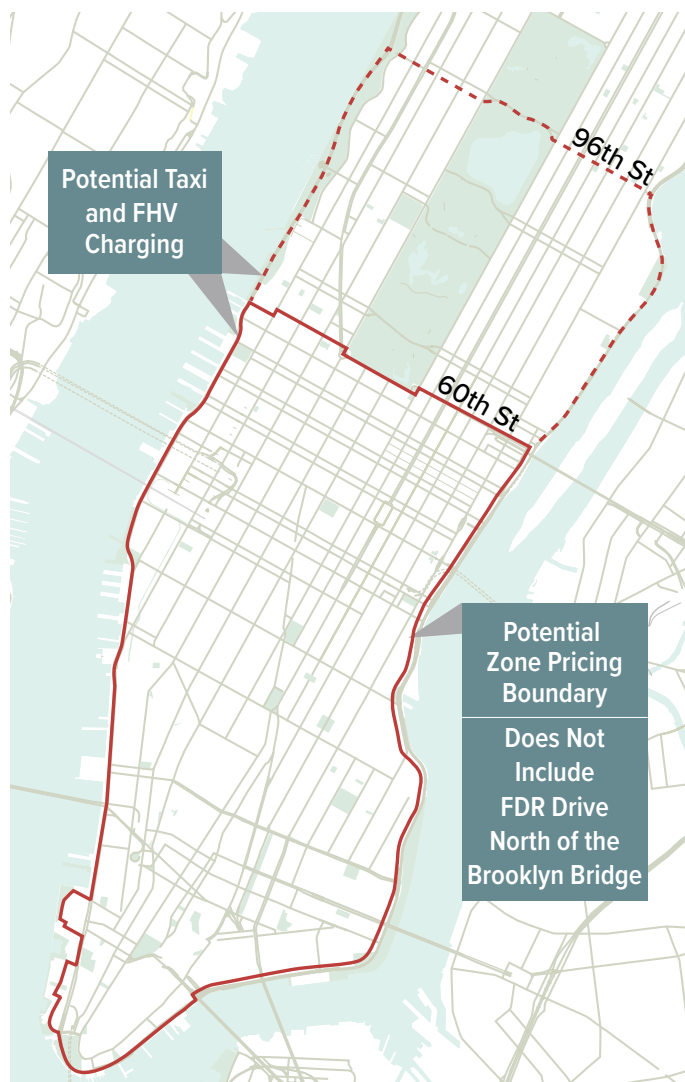 96th St
Potential Taxi
and FHV
Charging
60th St
Potential
Zone Pricing
Boundary
Does Not
Include
FDR Drive
North of the
Brooklyn Bridge